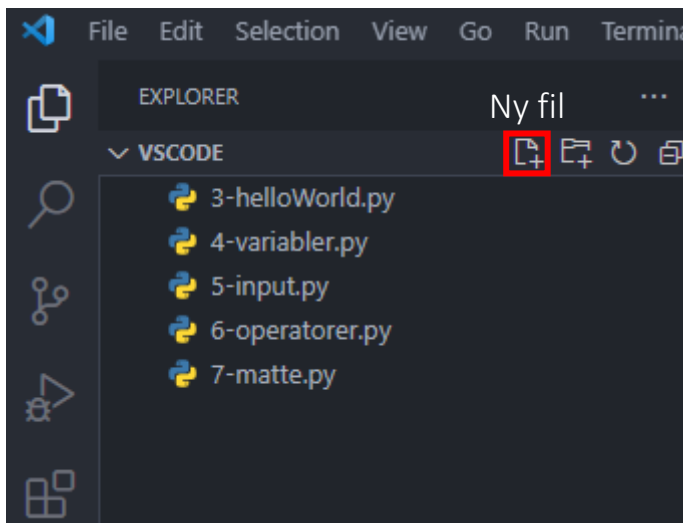 File Edit Selection View Go Run Termina
EXPLORER
Ny fil
VSCODE
3-helloWorld.py
4-variabler.py
5-input.py
6-operatorer.py
7-matte.py